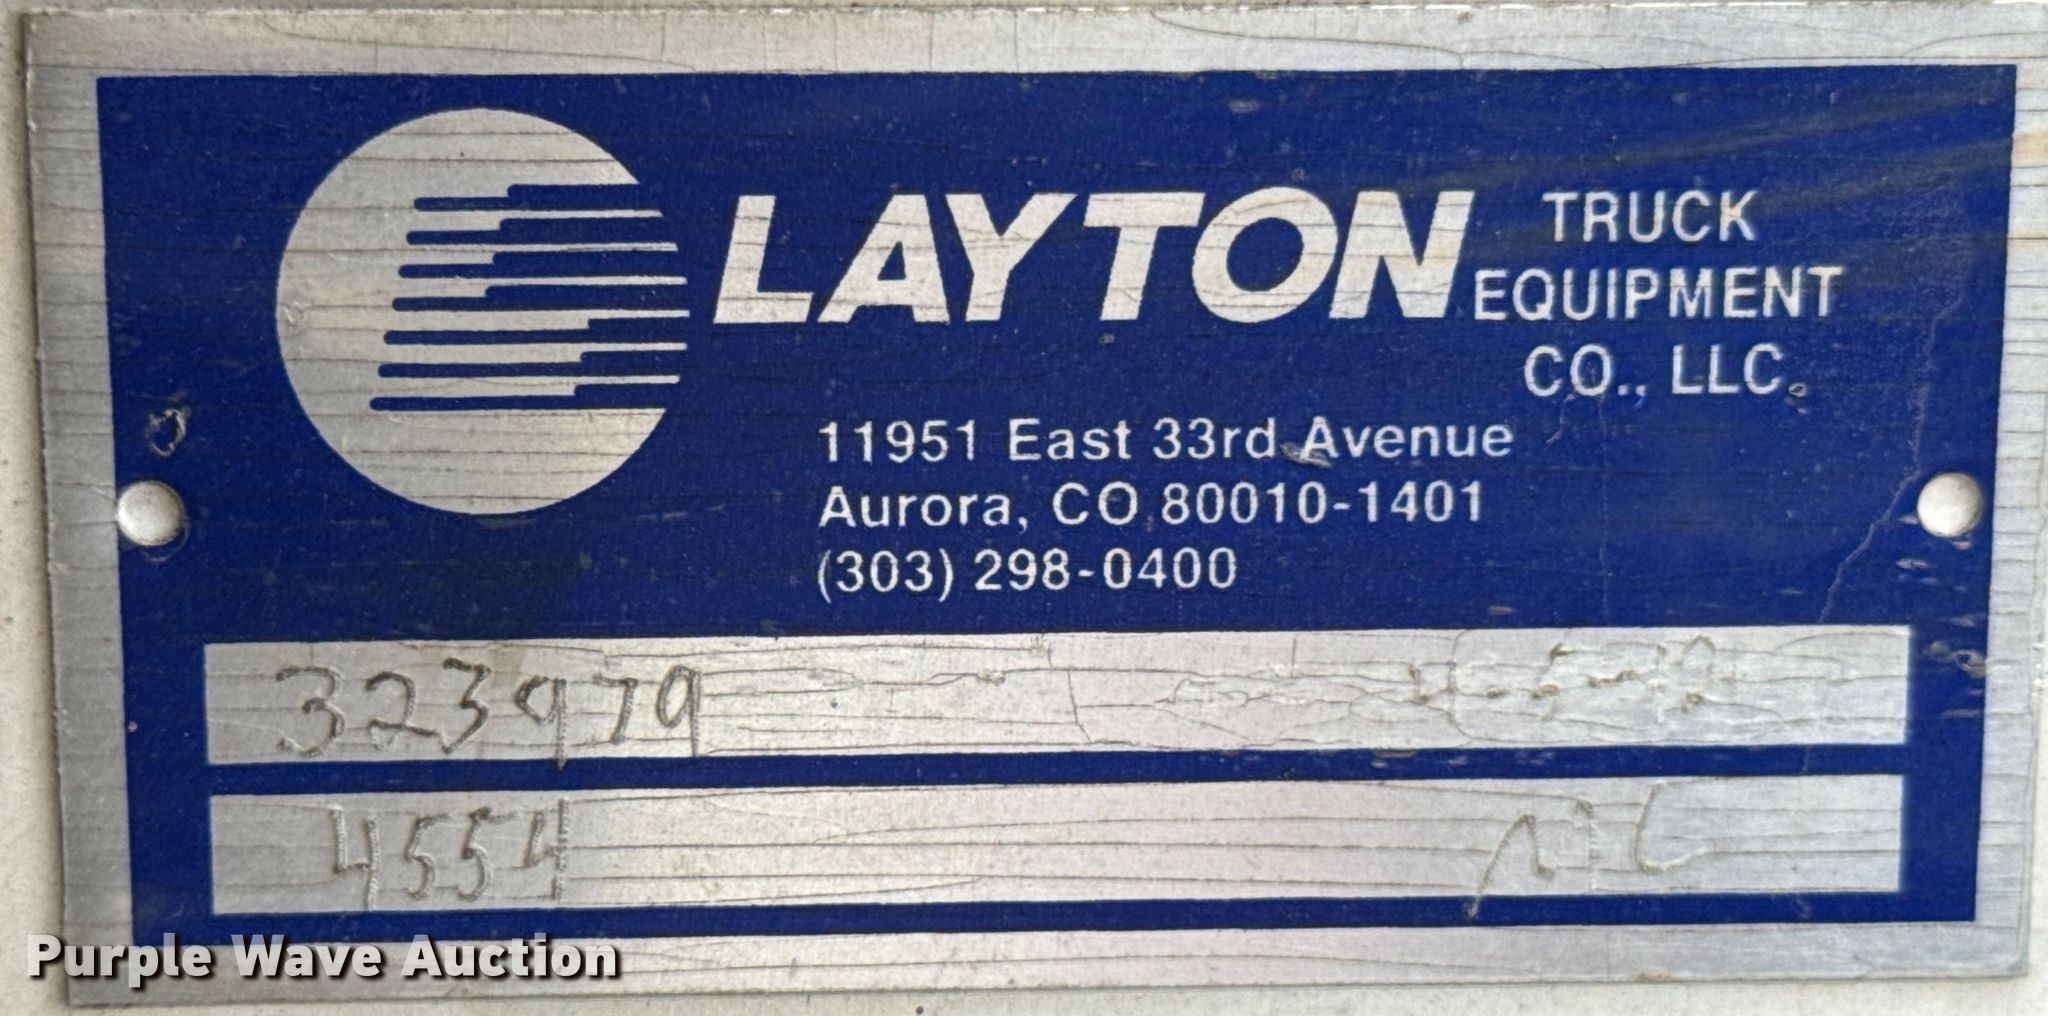 LAYTON TRUCK
EQUIPMENT
CO., LLC.
11951 East 33rd Avenue
Aurora, CO 80010-1401
(303) 298-0400
323979
4554
Purple Wave Auction